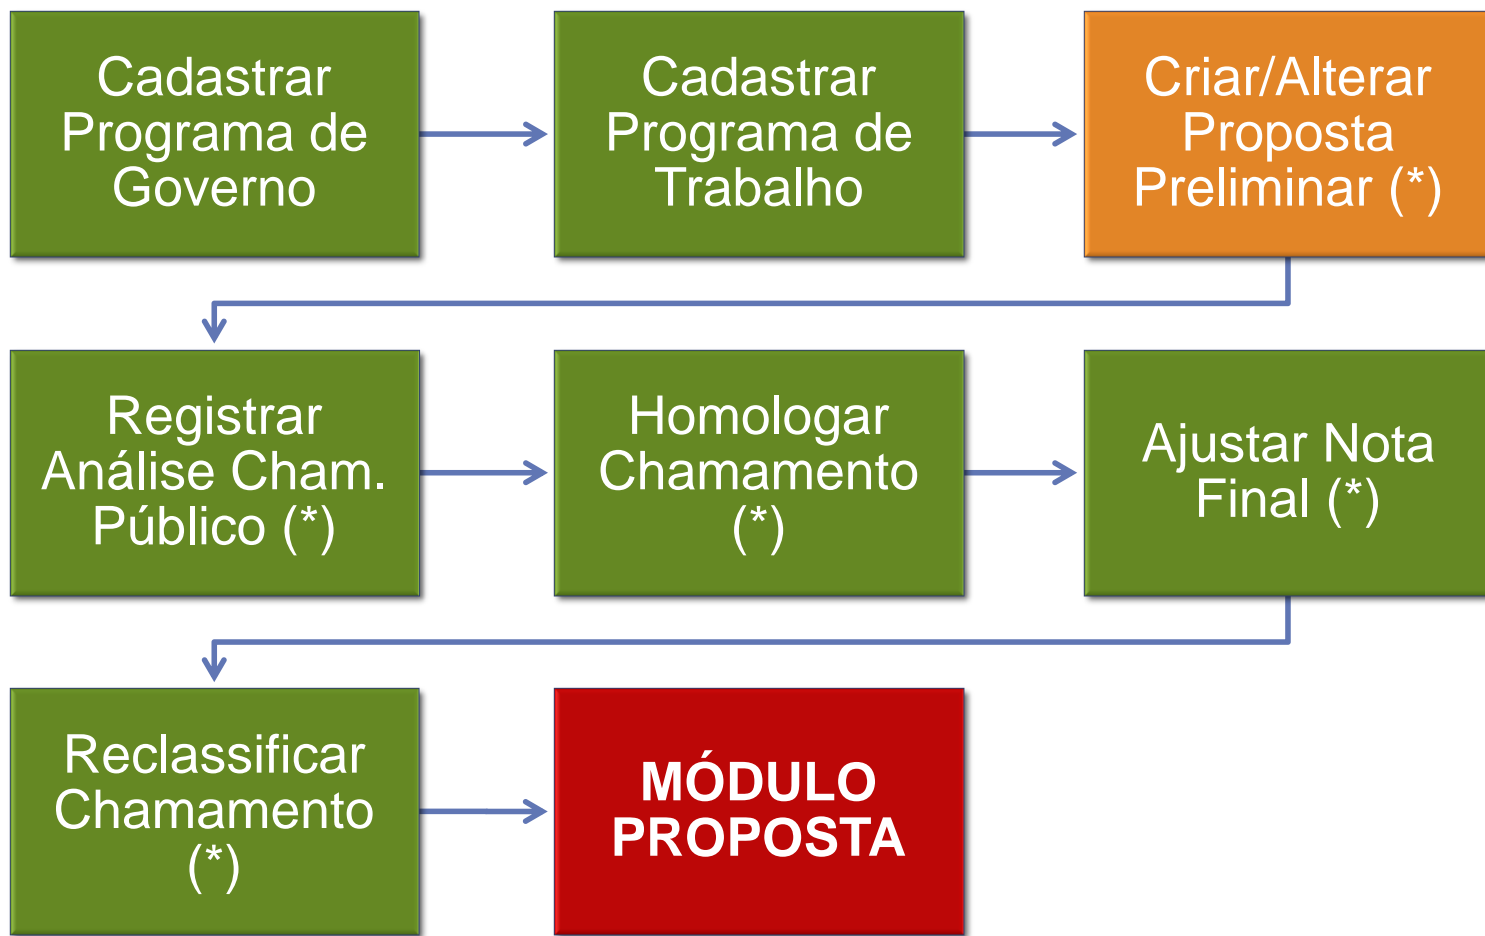 Cadastrar
Programa de
Governo
Cadastrar
Programa de
Trabalho
Criar/Alterar
Proposta
Preliminar (*)
Registrar
Análise Cham.
Público (*)
Homologar
Chamamento
(*)
Ajustar Nota
Final (*)
Reclassificar
Chamamento
(*)
MÓDULO
PROPOSTA